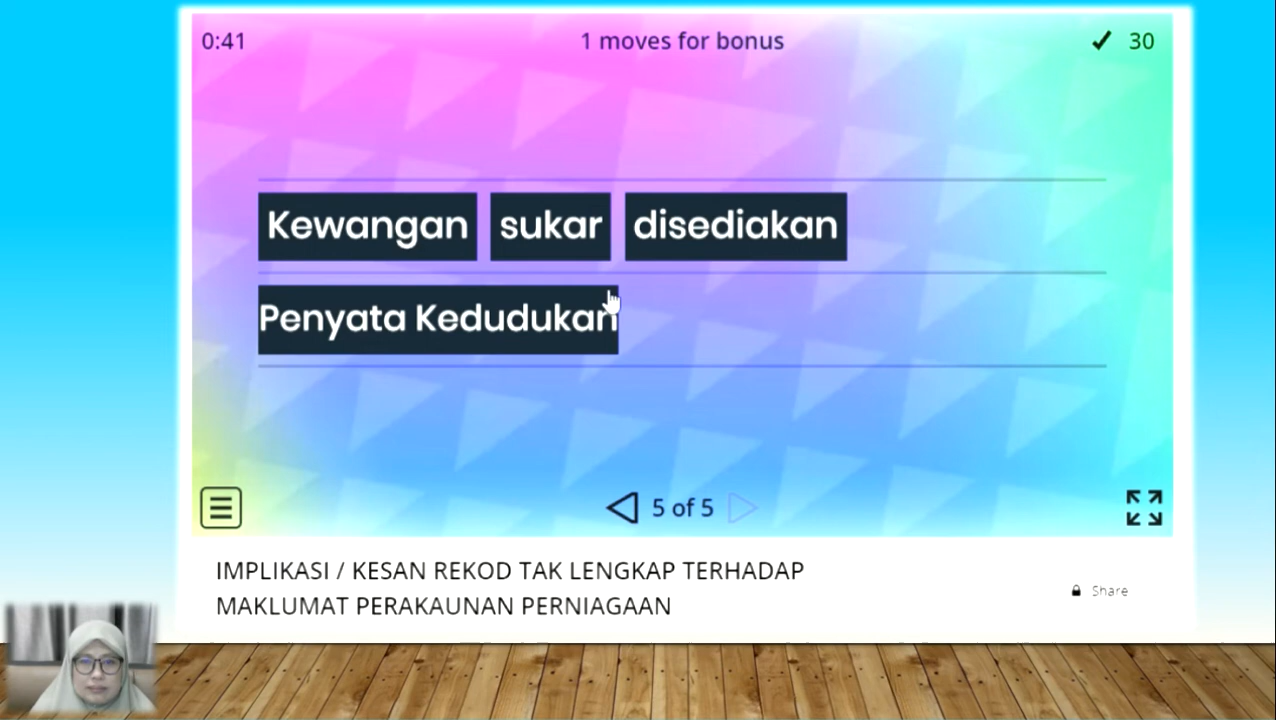 0:41 1 moves for bonus 30
Kewangan sukar disediakan
Penyata Kedudukan
5 of 5
IMPLIKASI / KESAN REKOD TAK LENGKAP TERHADAP
MAKLUMAT PERAKAUNAN PERNIAGAAN
Share